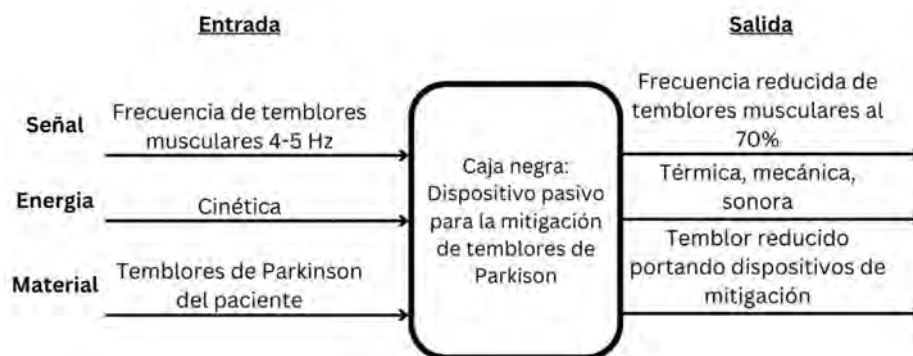 Entrada
Salida
Señal
Frecuencia de temblores
musculares 4-5 Hz
Frecuencia reducida de
temblores musculares al
70%
Energia
Cinética
Caja negra:
Dispositivo pasivo
para la mitigación
de temblores de
Parkison
Térmica, mecánica,
sonora
Material
Temblores de Parkinson
del paciente
Temblor reducido
portando dispositivos de
mitigación